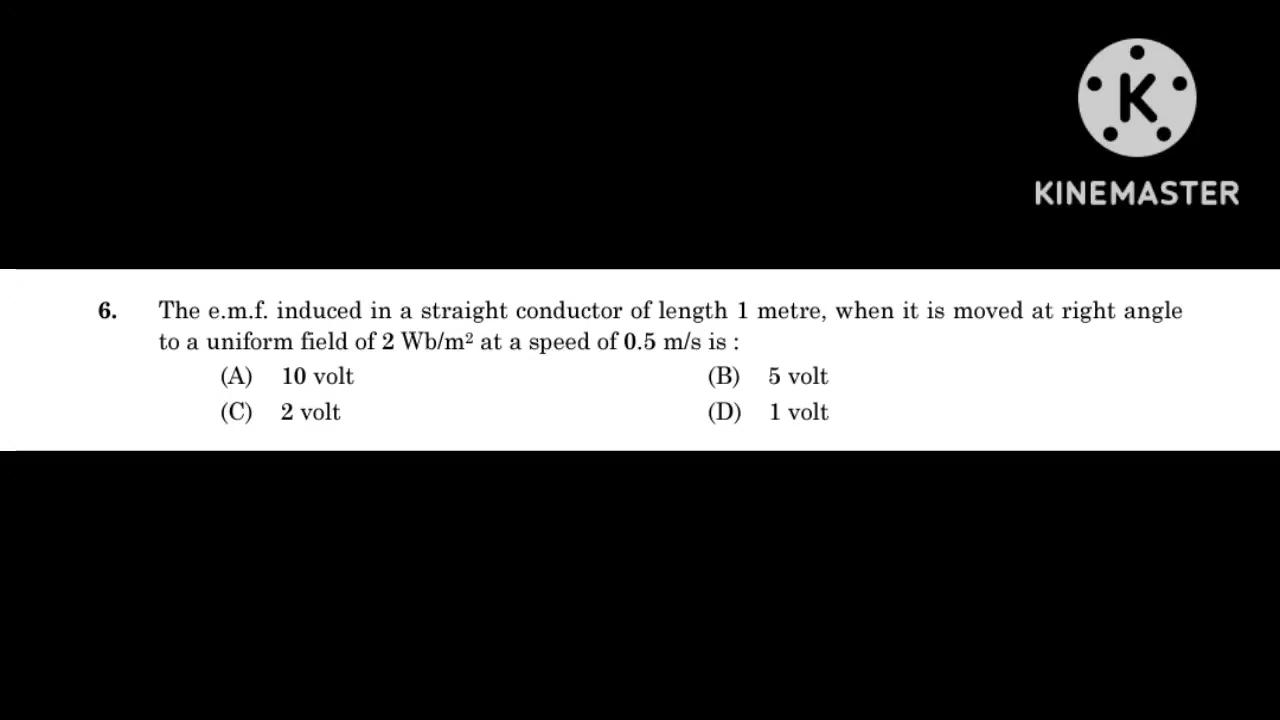 K
KINEMASTER
6. The e.m.f. induced in a straight conductor of length 1 metre, when it is moved at right angle
to a uniform field of 2 Wb/m² at a speed of 0.5 m/s is :
(A) 10 volt (B) 5 volt
(C) 2 volt (D) 1 volt